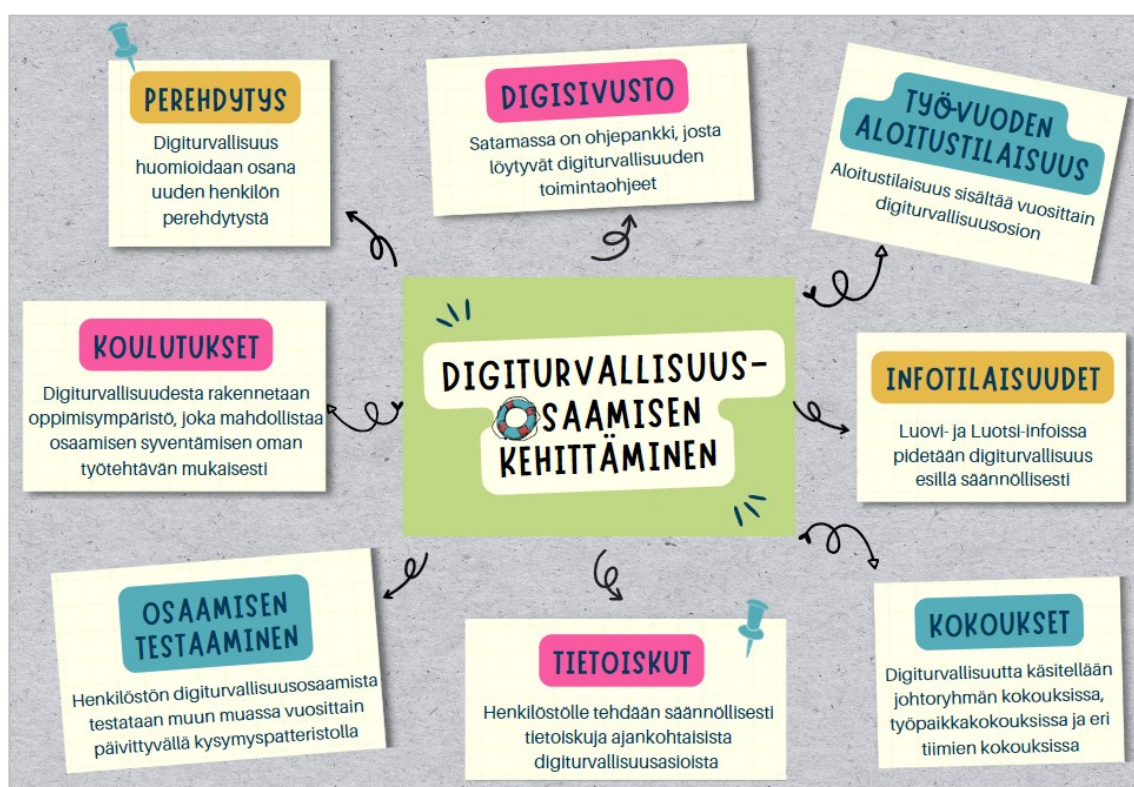 PEREHDYTYS
Digiturvallisuus
huomioidaan osana
uuden henkilön
perehdytystä
DIGISIVUSTO
Satamassa on ohjepankki, josta
löytyvät digiturvallisuuden
toimintaohjeet
TYÖVUODEN
ALOITUSTILAISUUS
Aloitustilaisuus sisältää vuosittain
digiturvallisuusosion
KOULUTUKSET
Digiturvallisuudesta rakennetaan
oppimisympäristö, joka mahdollistaa
osaamisen syventämisen oman
työtehtävän mukaisesti
DIGITURVALLISUUS-
OSAAMISEN
KEHITTÄMINEN
INFOTILAISUUDET
Luovi- ja Luotsi-infoissa
pidetään digiturvallisuus
esillä säännöllisesti
OSAAMISEN
TESTAAMINEN
Henkilöstön digiturvallisuusosaamista
testataan muun muassa vuosittain
päivittyvällä kysymyspatteristolla
TIETOISKUT
Henkilöstölle tehdään säännöllisesti
tietoiskuja ajankohtaisista
digiturvallisuusasioista
KOKOUKSET
Digiturvallisuutta käsitellään
johtoryhmän kokouksissa,
työpaikkakokouksissa ja eri
tiimien kokouksissa